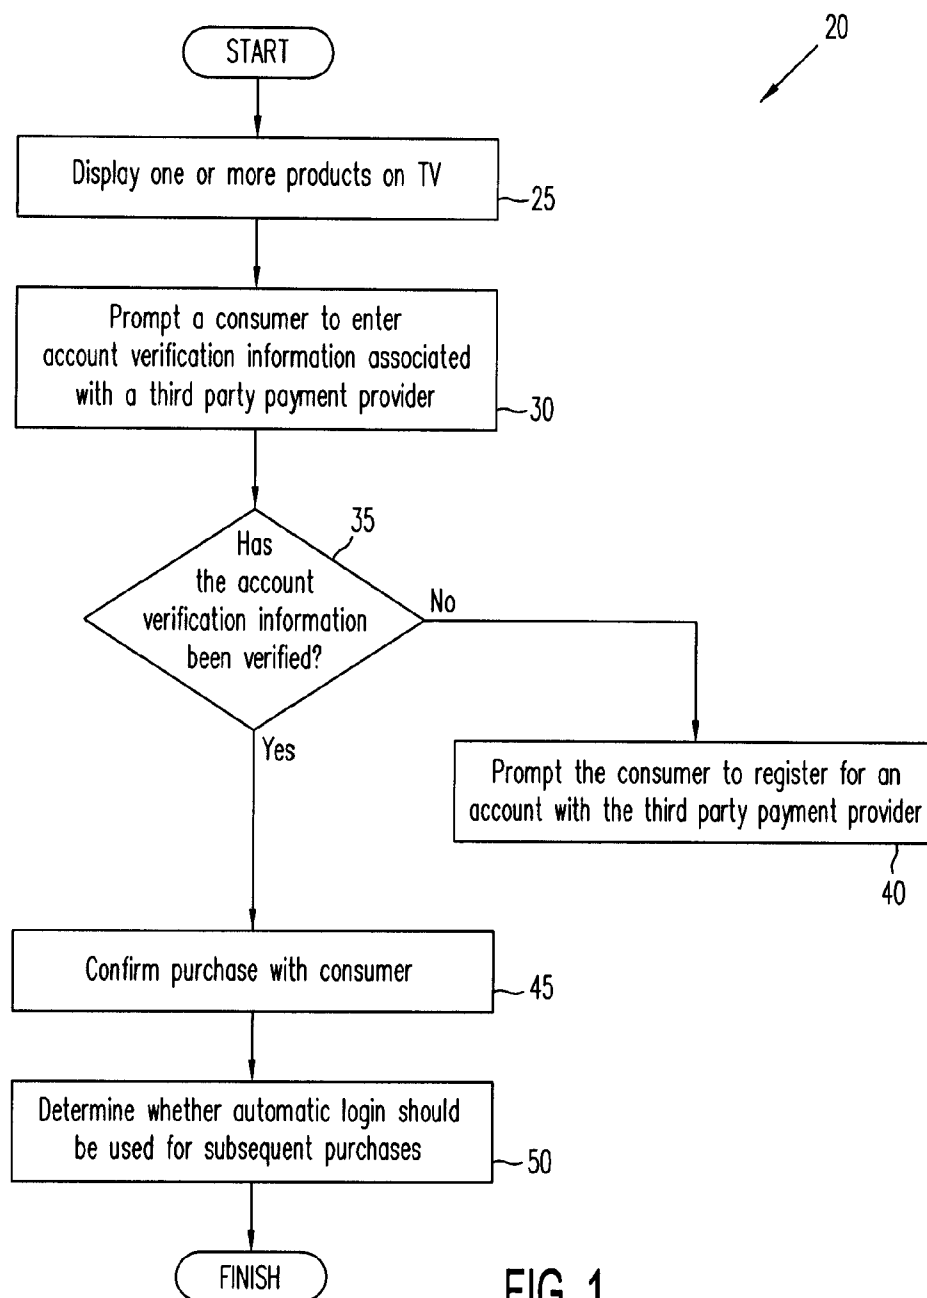 20
START
Display one or more products on TV
25
Prompt a consumer to enter
account verification information associated
with a third party payment provider
30
35
Has
the account
verification information
been verified?
No
Yes
Prompt the consumer to register for an
account with the third party payment provider
40
Confirm purchase with consumer
45
Determine whether automatic login should
be used for subsequent purchases
50
FINISH
FIG. 1